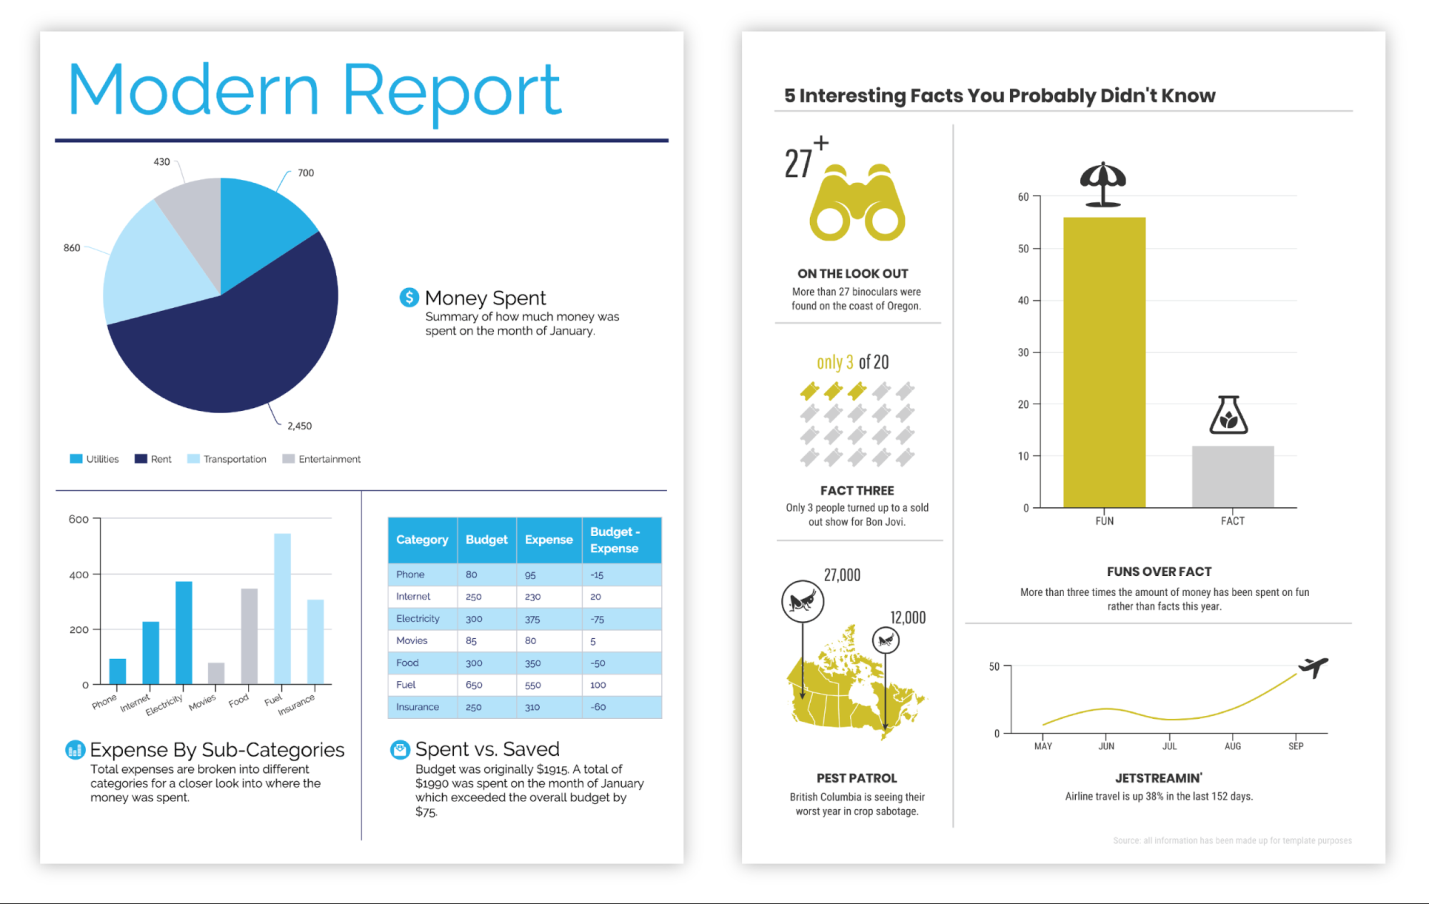 Modern Report
430
700
860
2,450
Money Spent
Summary of how much money was
spent on the month of January.
Utilities Rent Transportation Entertainment
600
400
200
0
Phone Internet Electricity Movies Food Fuel Insurance
Expense By Sub-Categories
Total expenses are broken into different
categories for a closer look into where the
money was spent.
Category Budget Expense Budget - Expense
Phone 80 95 -15
Internet 250 230 20
Electricity 300 375 -75
Movies 85 80 5
Food 300 350 -50
Fuel 650 550 100
Insurance 250 310 -60
Spent vs. Saved
Budget was originally $1915. A total of
$1990 was spent on the month of January
which exceeded the overall budget by
$75.
5 Interesting Facts You Probably Didn't Know
27+
ON THE LOOK OUT
More than 27 binoculars were
found on the coast of Oregon.
only 3 of 20
FACT THREE
Only 3 people turned up to a sold
out show for Bon Jovi.
27,000
12,000
PEST PATROL
British Columbia is seeing their
worst year in crop sabotage.
60
50
40
30
20
10
0
FUN FACT
FUNS OVER FACT
More than three times the amount of money has been spent on fun
rather than facts this year.
50
0
MAY JUN JUL AUG SEP
JETSTREAMIN'
Airline travel is up 38% in the last 152 days.
Source: all information has been made up for template purposes